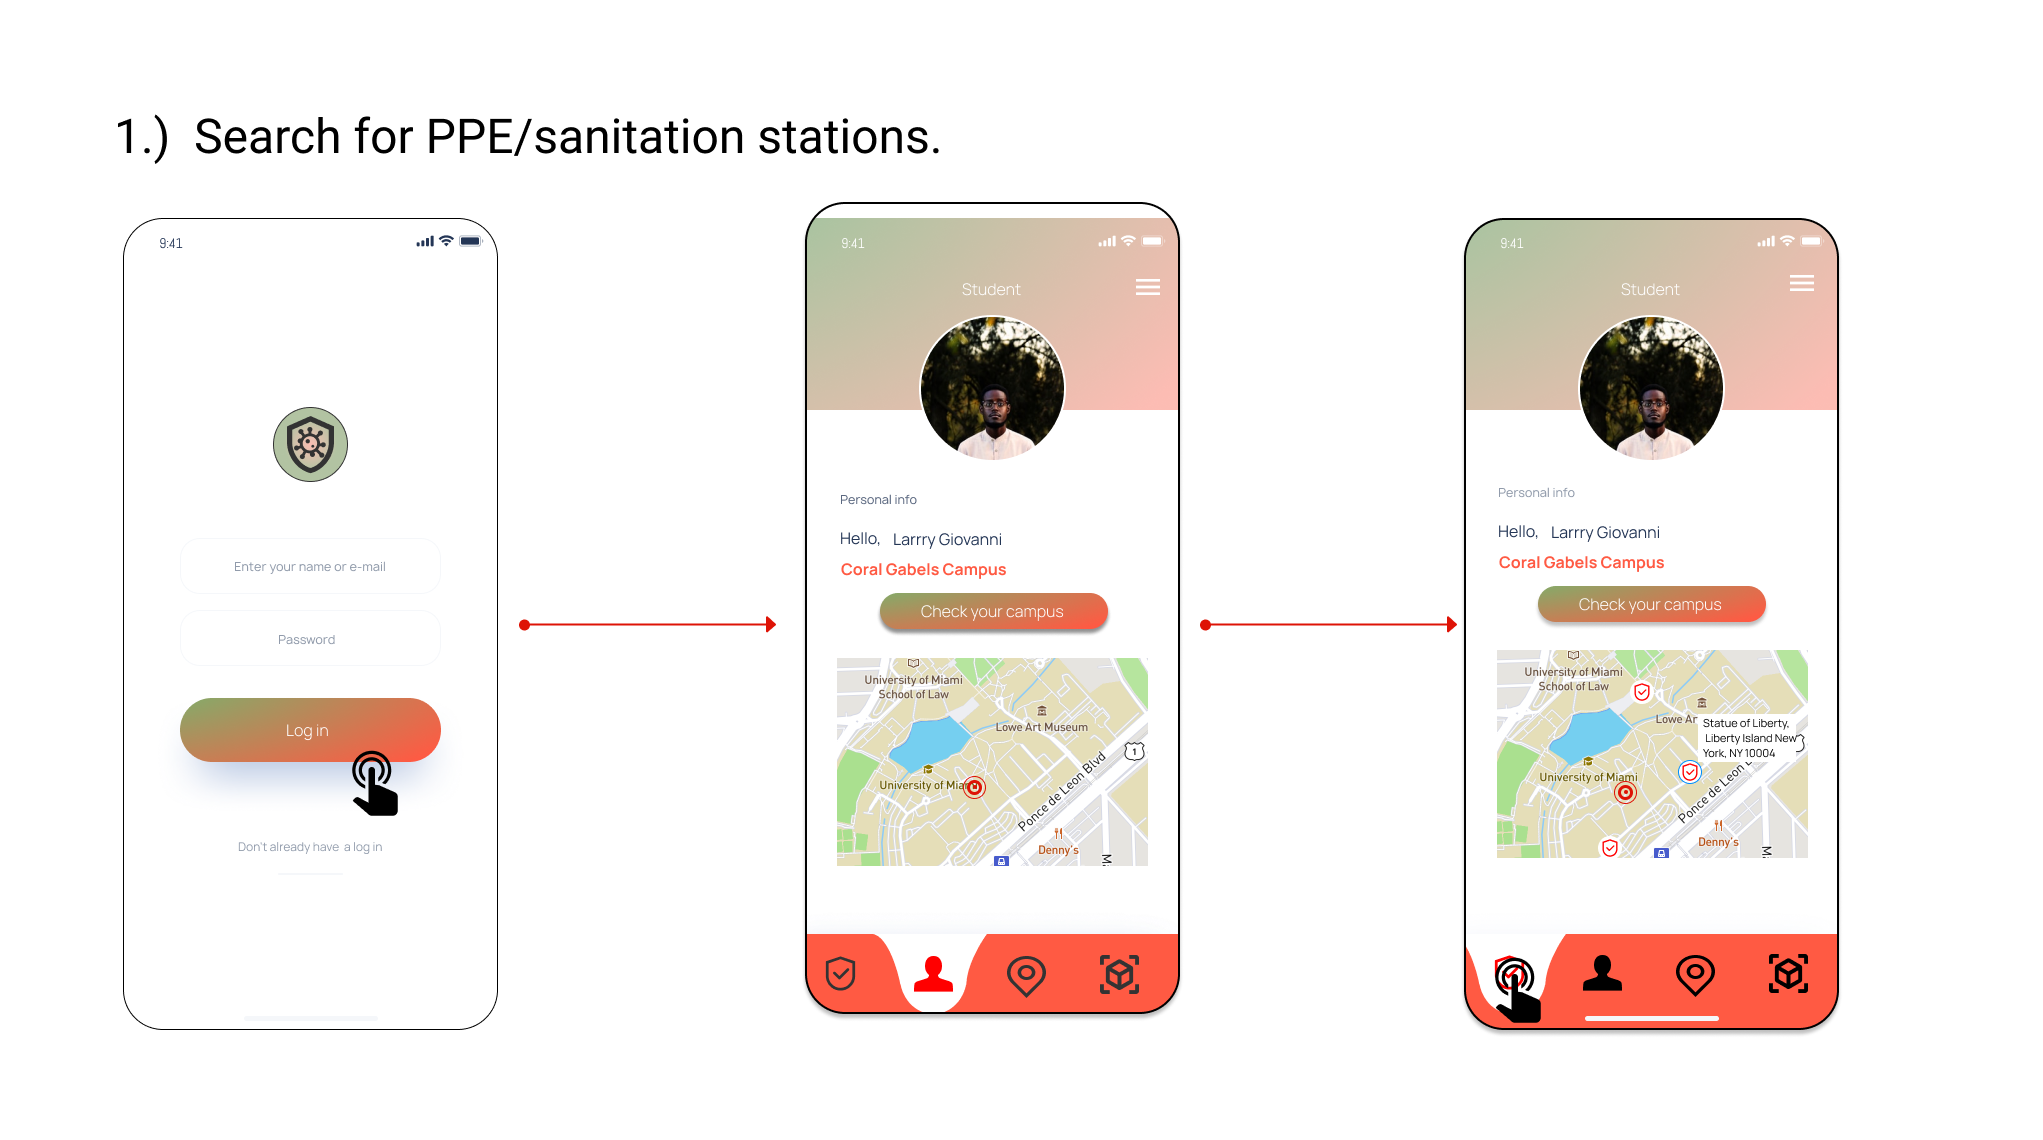 1.) Search for PPE/sanitation stations.
9:41
Enter your name or e-mail
Password
Log in
Don't already have a log in
9:41
Student
Personal info
Hello, Larrry Giovanni
Coral Gabels Campus
Check your campus
University of Miami
School of Law
Lowe Art Museum
1
University of Miami
Ponce de Leon Blvd
Denny's
9:41
Student
Personal info
Hello, Larrry Giovanni
Coral Gabels Campus
Check your campus
University of Miami
School of Law
Lowe Ar
Statue of Liberty,
Liberty Island New
York, NY 10004
University of Miami
Ponce de Leon
Denny's